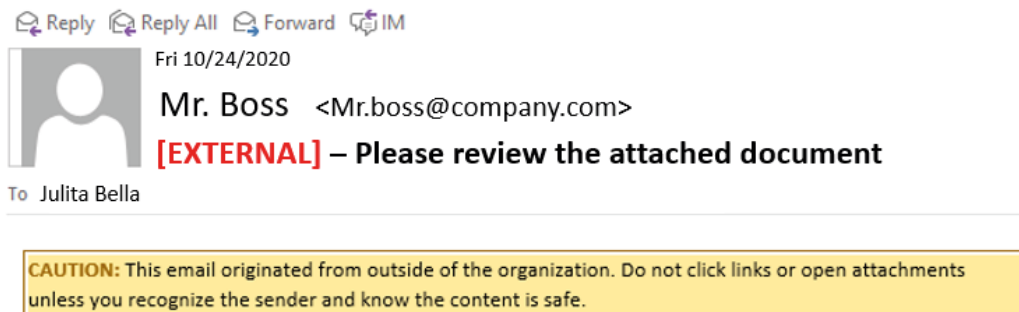 Reply Reply All Forward IM
Fri 10/24/2020
Mr. Boss <Mr.boss@company.com>
[EXTERNAL] – Please review the attached document
To Julita Bella
CAUTION: This email originated from outside of the organization. Do not click links or open attachments
unless you recognize the sender and know the content is safe.